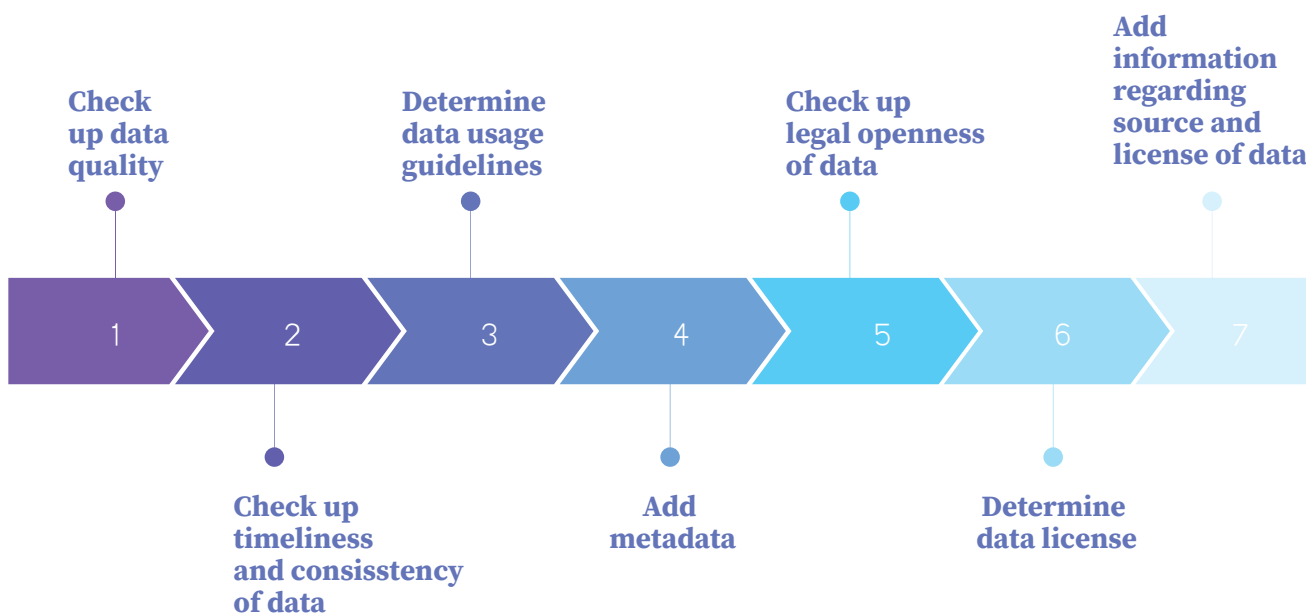 Check
up data
quality
Determine
data usage
guidelines
Check up
legal openness
of data
Add
information
regarding
source and
license of data
1
2
3
4
5
6
7
Check up
timeliness
and consisstency
of data
Add
metadata
Determine
data license